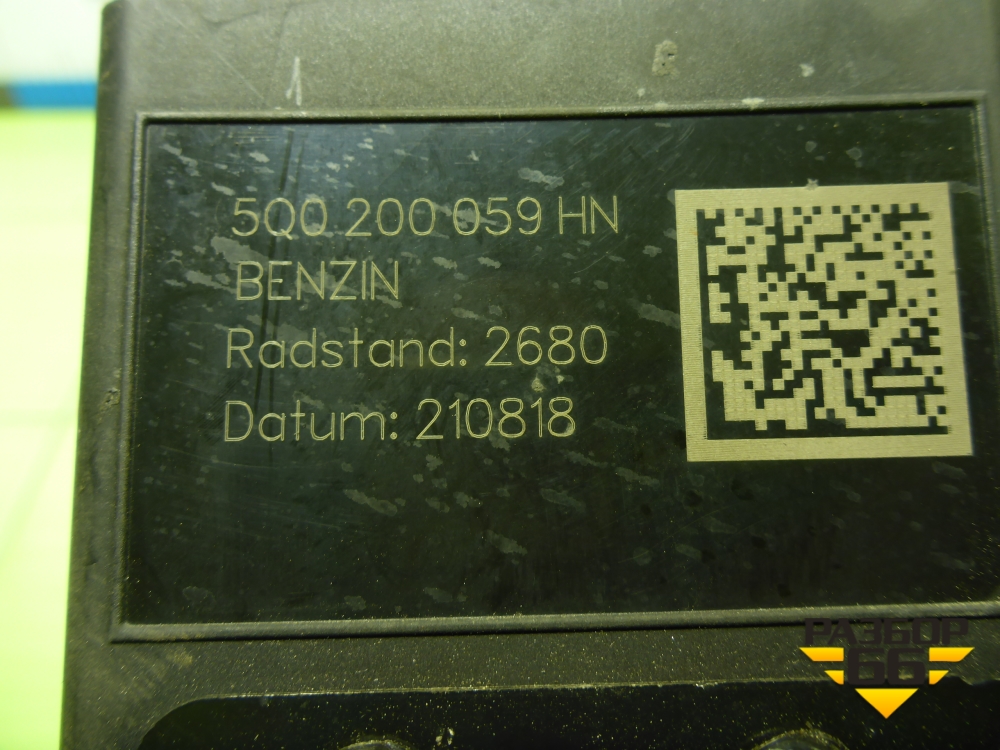 5Q0 200 059 HN
BENZIN
Radstand: 2680
Datum: 210818
РАЗБОР
66